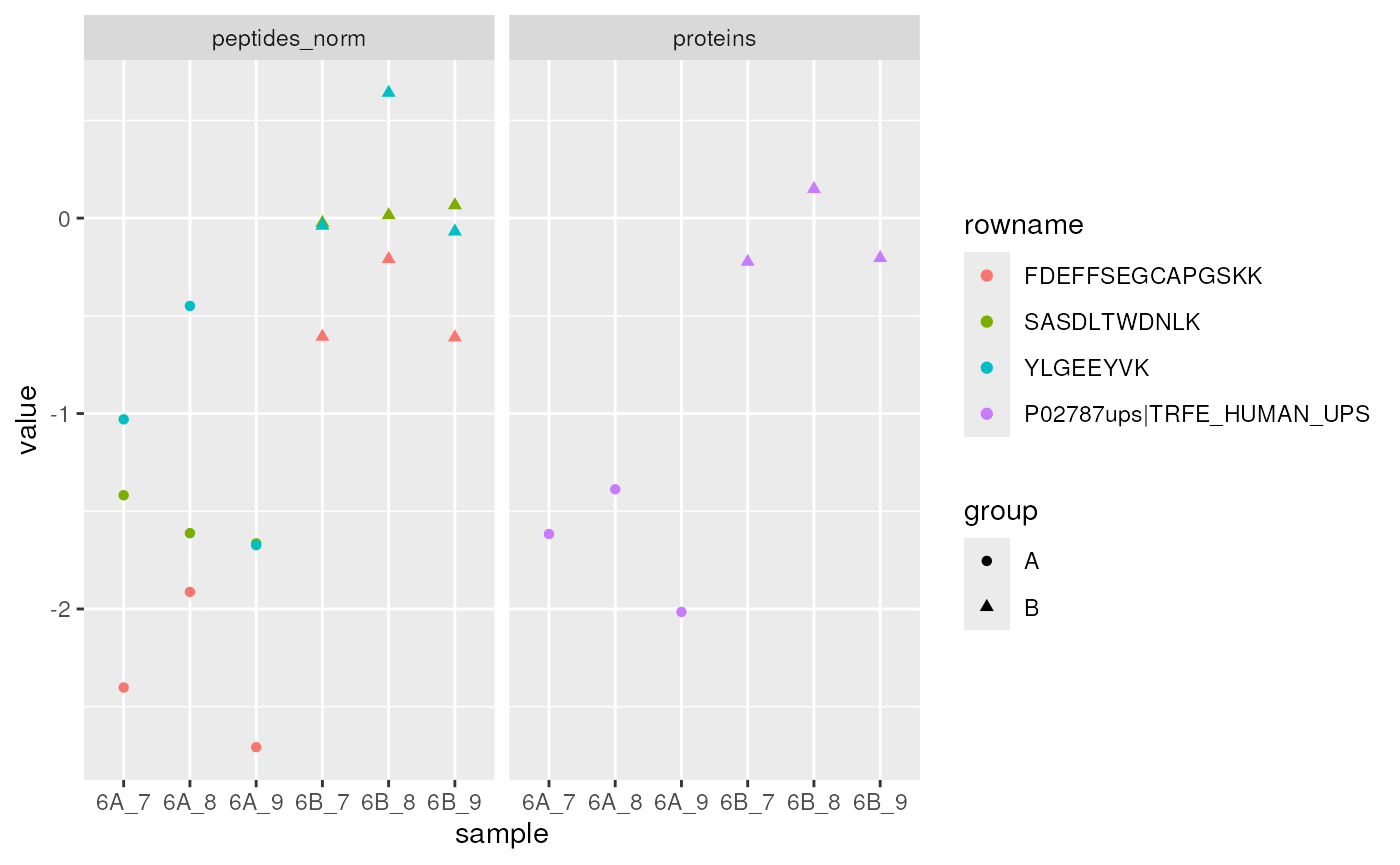 peptides_norm
proteins
value
0
-1
-2
6A_7 6A_8 6A_9 6B_7 6B_8 6B_9
6A_7 6A_8 6A_9 6B_7 6B_8 6B_9
sample
rowname
FDEFFSEGCAPGSKK
SASDLTWDNLK
YLGEEYVK
P02787ups|TRFE_HUMAN_UPS
group
A
B